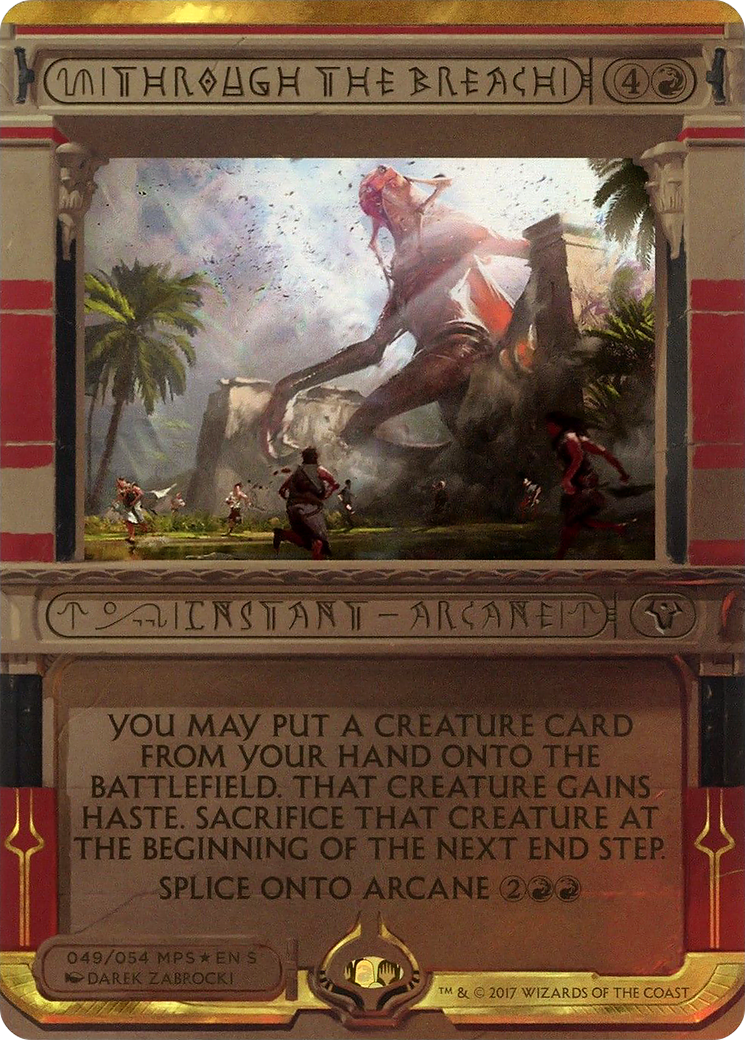 THROUGH THE BREACH 4
INSTANT – ARCANE
YOU MAY PUT A CREATURE CARD
FROM YOUR HAND ONTO THE
BATTLEFIELD. THAT CREATURE GAINS
HASTE. SACRIFICE THAT CREATURE AT
THE BEGINNING OF THE NEXT END STEP.
SPLICE ONTO ARCANE 2
049/054 MPS★EN S
DAREK ZABROCKI
™ & © 2017 WIZARDS OF THE COAST